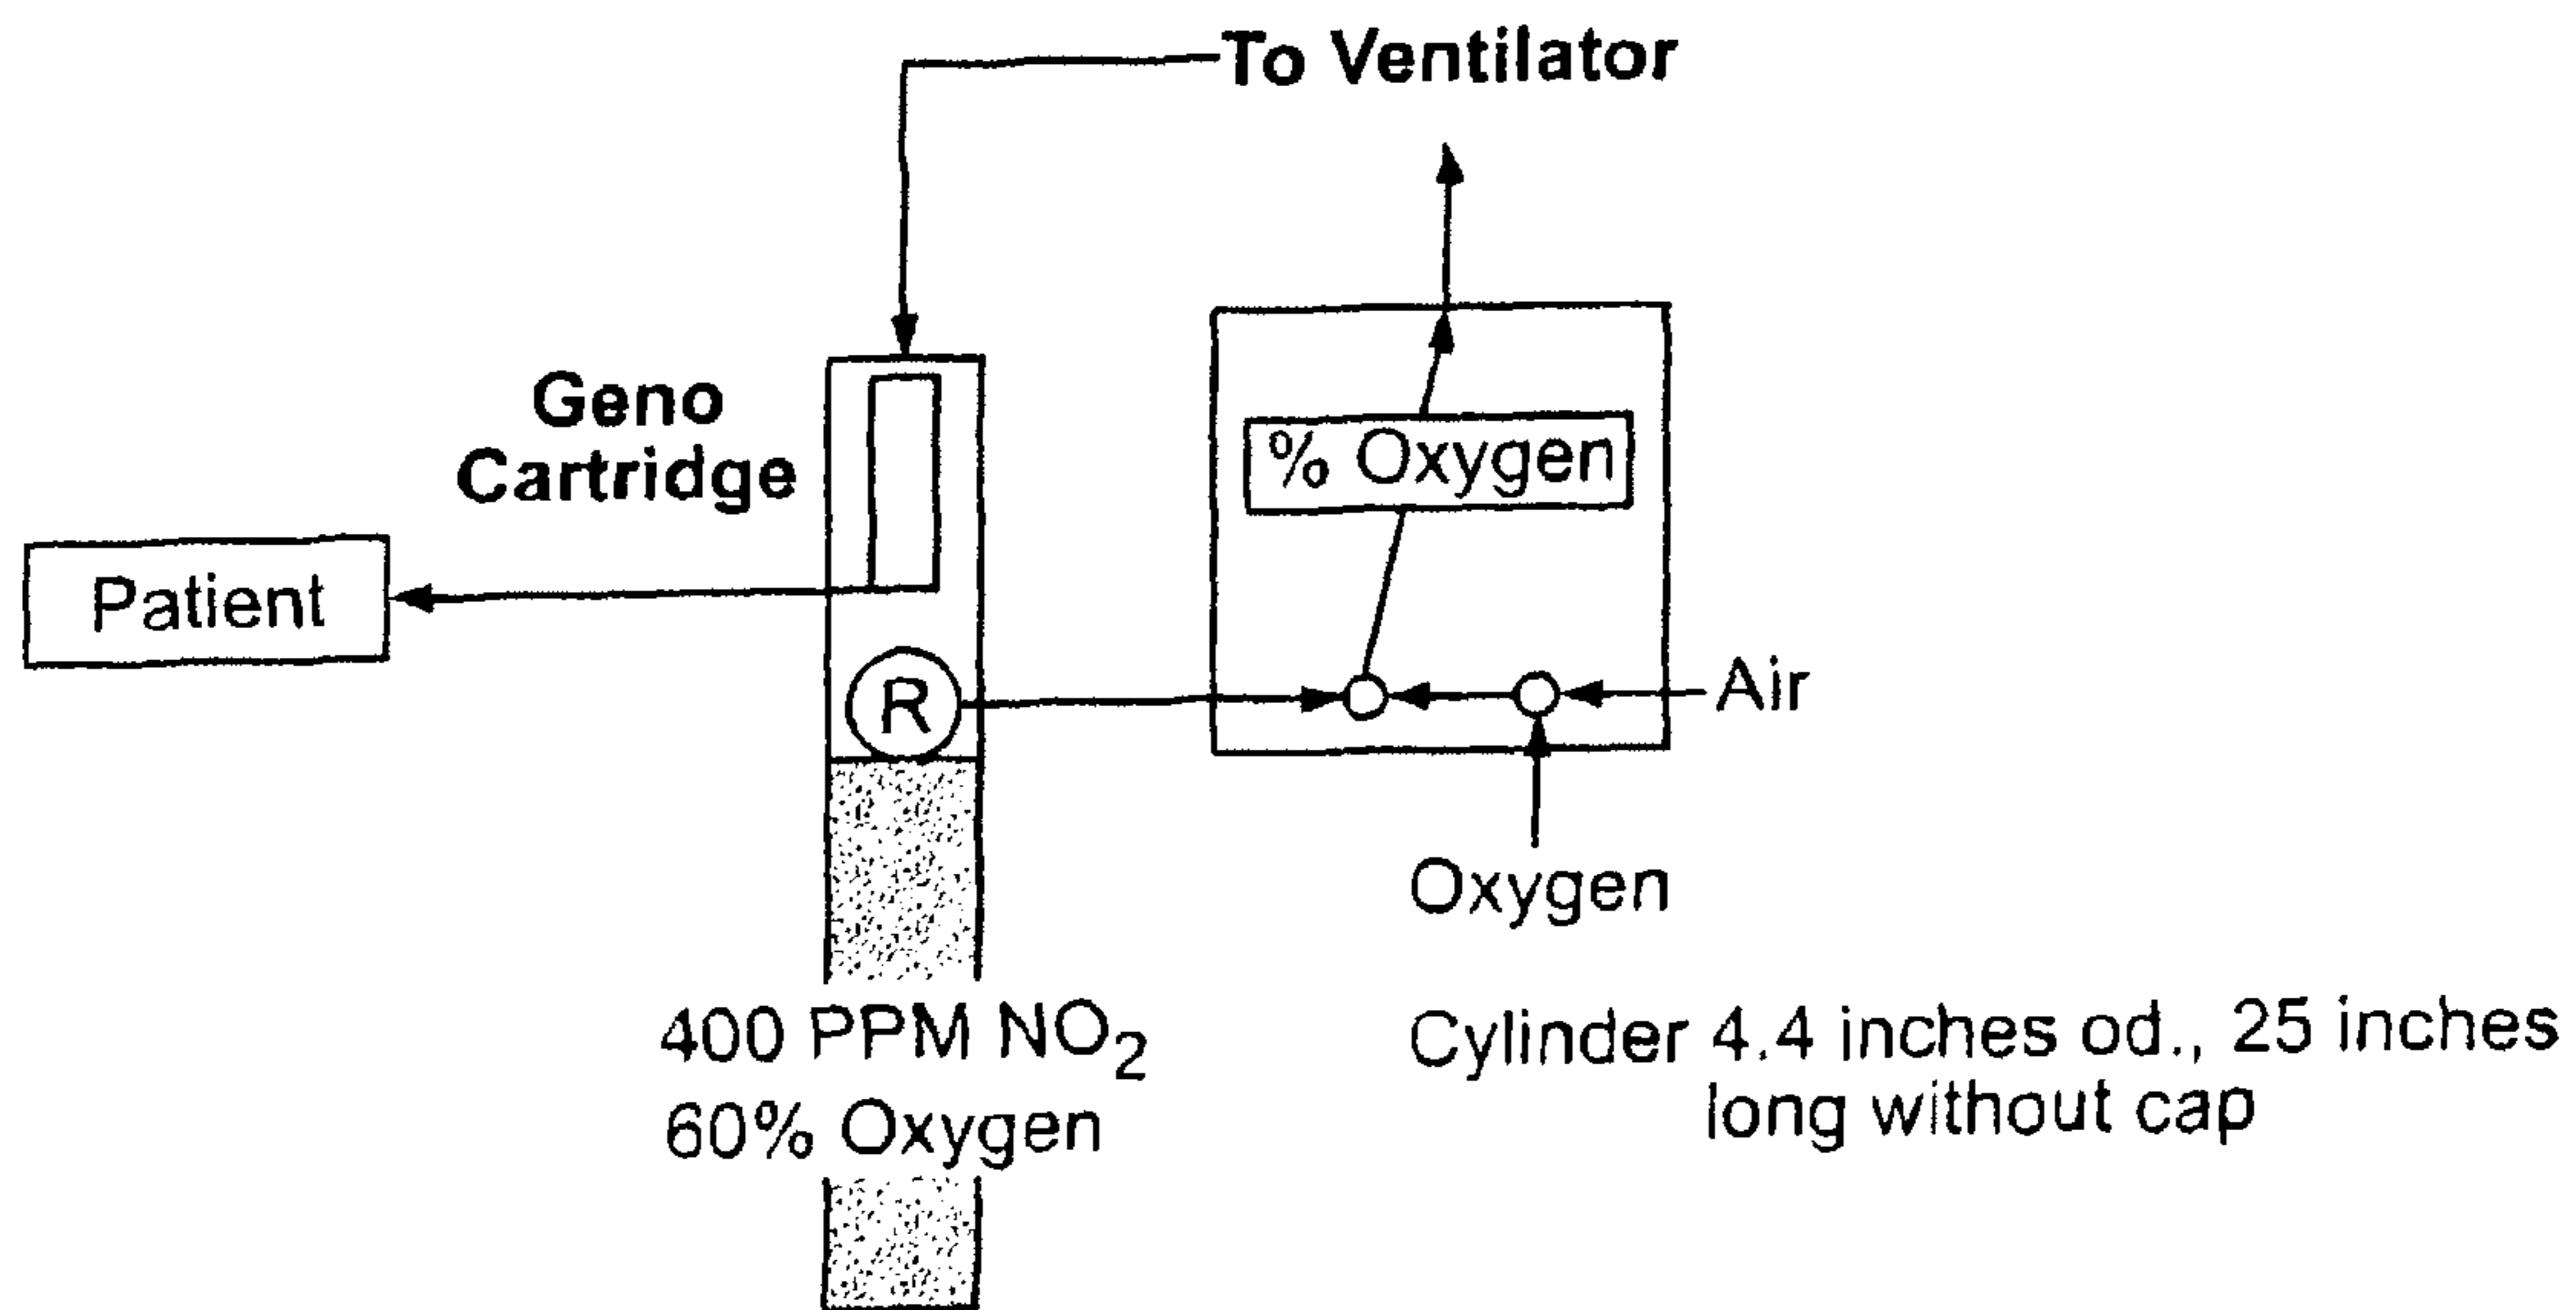 To Ventilator
Geno
Cartridge
% Oxygen
Patient
R
Air
Oxygen
400 PPM NO₂
60% Oxygen
Cylinder 4.4 inches od., 25 inches
long without cap